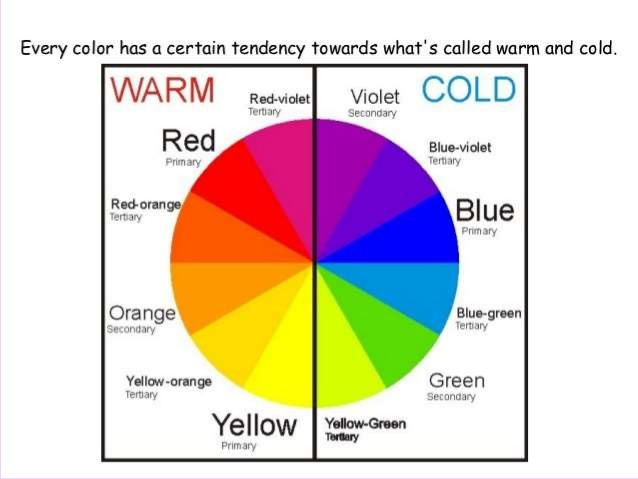 Every color has a certain tendency towards what's called warm and cold.
WARM
COLD
Red-violet
Tertiary
Violet
Secondary
Red
Primary
Blue-violet
Tertiary
Red-orange
Tertiary
Blue
Primary
Orange
Secondary
Blue-green
Tertiary
Yellow-orange
Tertiary
Green
Secondary
Yellow
Primary
Yellow-Green
Tertiary